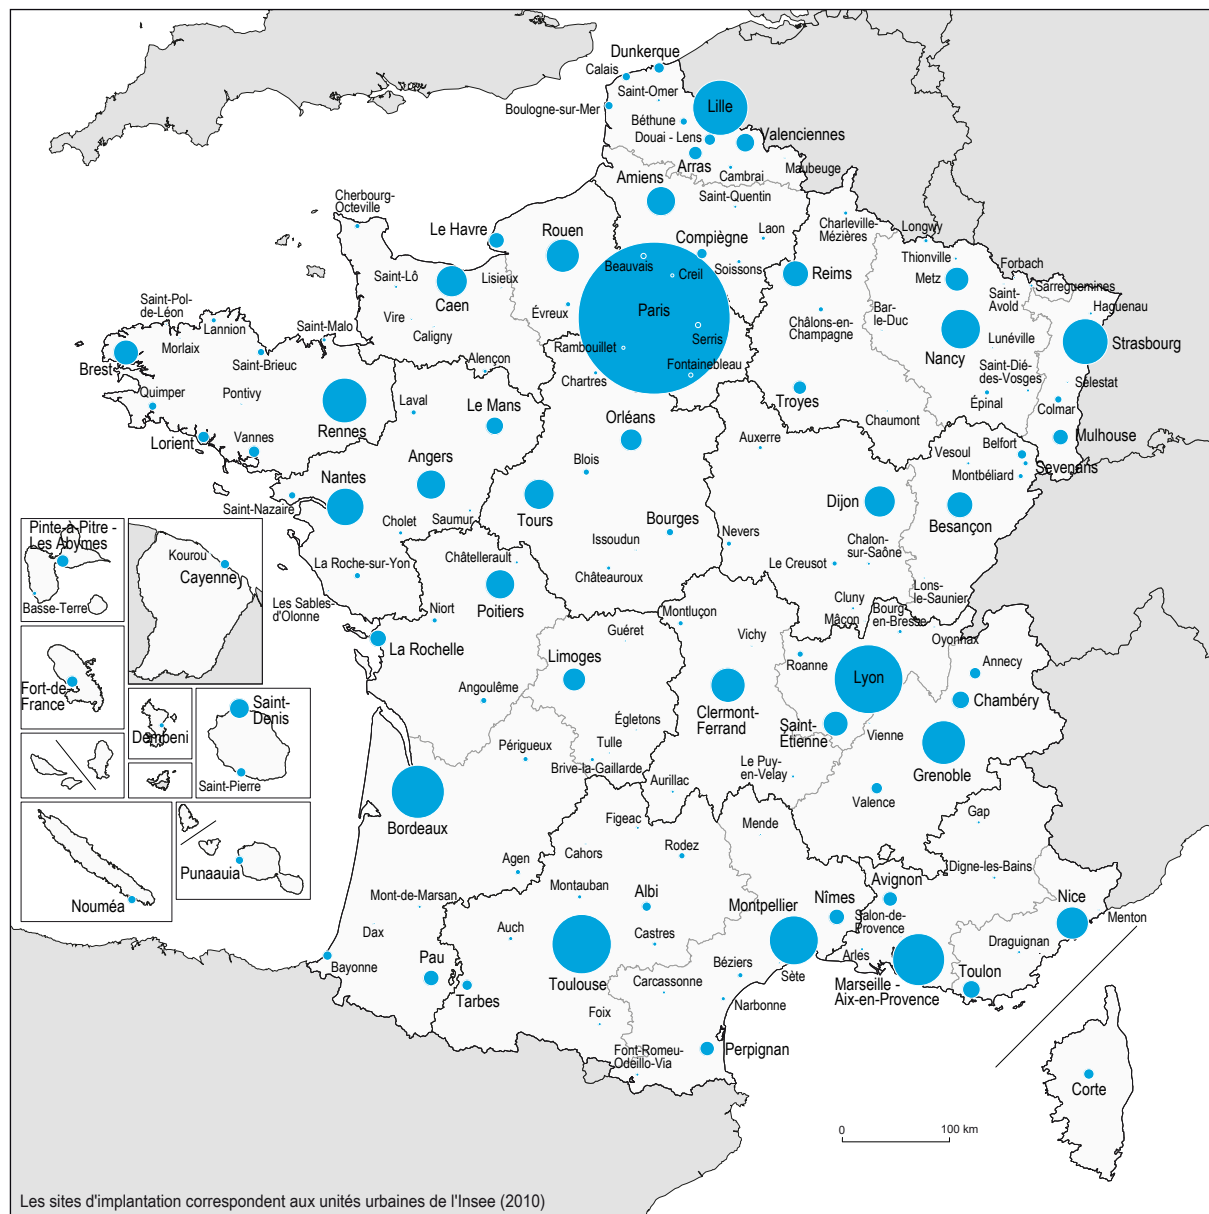 Dunkerque
Calais
Saint-Omer
Boulogne-sur-Mer
Lille
Béthune
Douai - Lens
Valenciennes
Arras
Cambrai
Maubeuge
Amiens
Saint-Quentin
Cherbourg-
Octeville
Charleville-
Mézières
Le Havre
Rouen
Compiègne
Laon
Longwy
Beauvais
Creil
Soissons
Reims
Thionville
Forbach
Metz
Saint-Lô
Lisieux
Caen
Saint-
Avold
Sarreguemines
Haguenau
Saint-Pol-
de-Léon
Lannion
Saint-Malo
Vire
Caligny
Évreux
Paris
Châlons-en-
Champagne
Bar-
le-Duc
Nancy
Lunéville
Strasbourg
Brest
Morlaix
Saint-Brieuc
Alençon
Rambouillet
Serris
Fontainebleau
Chartres
Saint-Dié-
des-Vosges
Sélestat
Quimper
Pontivy
Rennes
Laval
Le Mans
Orléans
Troyes
Chaumont
Épinal
Colmar
Mulhouse
Lorient
Vannes
Angers
Blois
Auxerre
Vesoul
Belfort
Sevenans
Montbéliard
Nantes
Saint-Nazaire
Cholet
Saumur
Tours
Bourges
Dijon
Besançon
Pinte-à-Pitre -
Les Abymes
Basse-Terre
Kourou
Cayenne
La Roche-sur-Yon
Châtellerault
Issoudun
Nevers
Chalon-
sur-Saône
Le Creusot
Châteauroux
Lons-
le-Saunier
Les Sables-
d'Olonne
Poitiers
Niort
Montluçon
Cluny
Mâcon
Bourg-
en-Bresse
Oyonnax
La Rochelle
Guéret
Vichy
Roanne
Lyon
Annecy
Fort-de-
France
Limoges
Chambéry
Saint-
Denis
Dembeni
Angoulême
Clermont-
Ferrand
Saint-
Étienne
Vienne
Grenoble
Égletons
Tulle
Périgueux
Brive-la-Gaillarde
Aurillac
Le Puy-
en-Velay
Valence
Saint-Pierre
Bordeaux
Figeac
Mende
Gap
Punaauia
Agen
Cahors
Rodez
Digne-les-Bains
Nouméa
Mont-de-Marsan
Montauban
Albi
Montpellier
Nîmes
Avignon
Salon-de-
Provence
Nice
Menton
Dax
Auch
Castres
Draguignan
Bayonne
Pau
Tarbes
Toulouse
Béziers
Sète
Arles
Marseille -
Aix-en-Provence
Toulon
Carcassonne
Narbonne
Foix
Font-Romeu-
Odeillo-Via
Perpignan
Corte
0 100 km
Les sites d'implantation correspondent aux unités urbaines de l'Insee (2010)